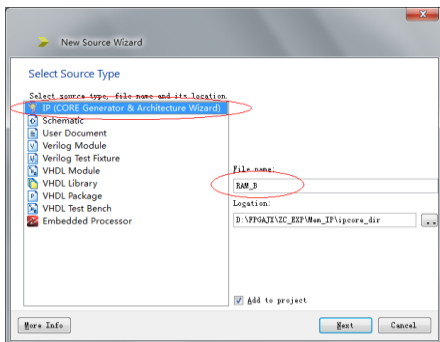 New Source Wizard
Select Source Type
Select source type, file name and its location.
IP (CORE Generator & Architecture Wizard)
Schematic
User Document
Verilog Module
Verilog Test Fixture
VHDL Module
VHDL Library
VHDL Package
VHDL Test Bench
Embedded Processor
File name:
RAM_B
Location:
D:\FPGAJX\ZC_EXP\Mem_IP\ipcore_dir
..
Add to project
More Info
Next
Cancel